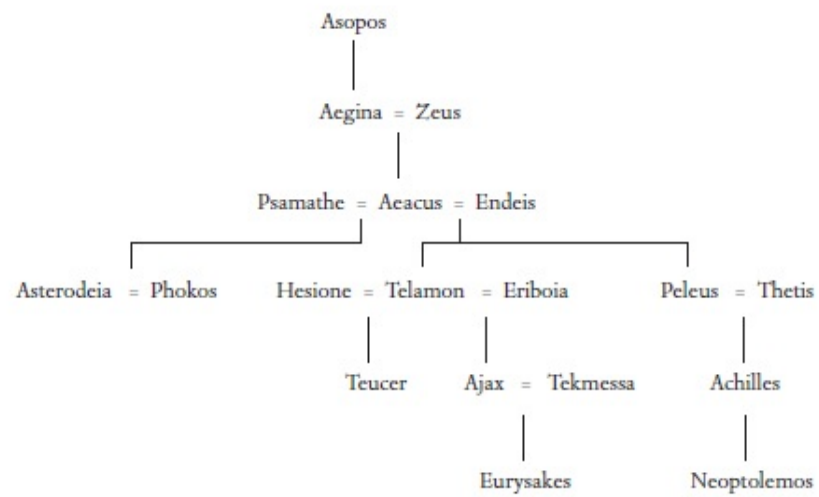 Asopos
Aegina = Zeus
Psamathe = Aeacus = Endeis
Asterodeia = Phokos Hesione = Telamon = Eriboia Peleus = Thetis
Teucer Ajax = Tekmessa Achilles
Eurysakes Neoptolemos